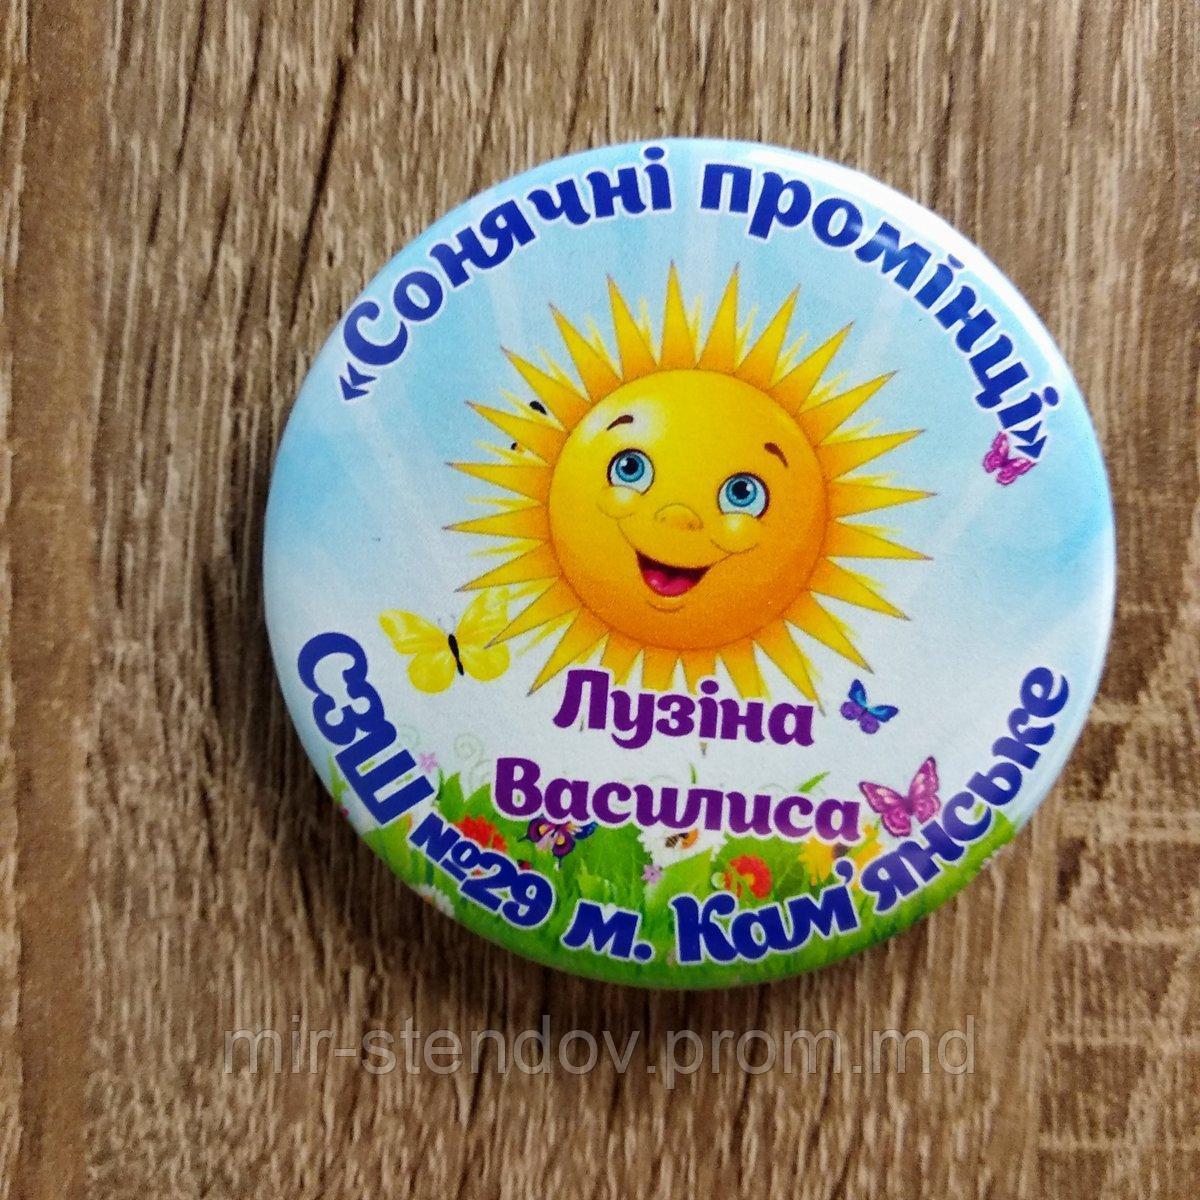 «Сонячні промінці»
Лузіна
Василиса
СЗШ №29 м. Кам'янське
mir-stendov.prom.md